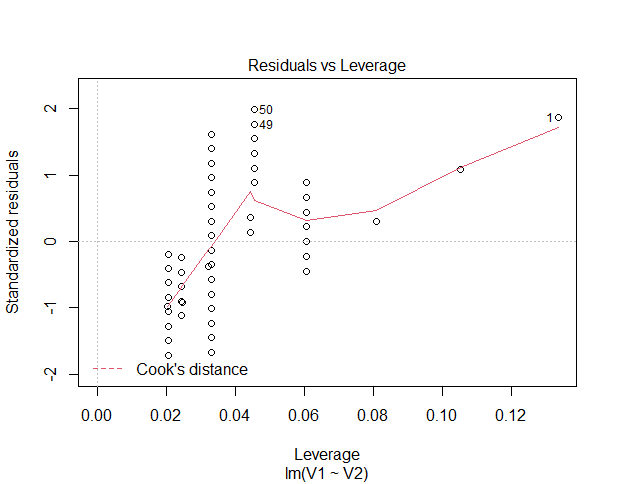 Residuals vs Leverage
Standardized residuals
2
1
0
-1
-2
50
49
1
Cook's distance
0.00 0.02 0.04 0.06 0.08 0.10 0.12
Leverage
lm(V1 ~ V2)